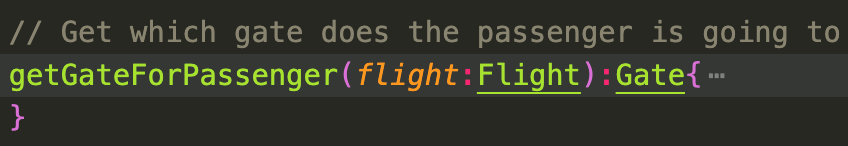 // Get which gate does the passenger is going to
getGateForPassenger(flight:Flight):Gate{ ⋯
}